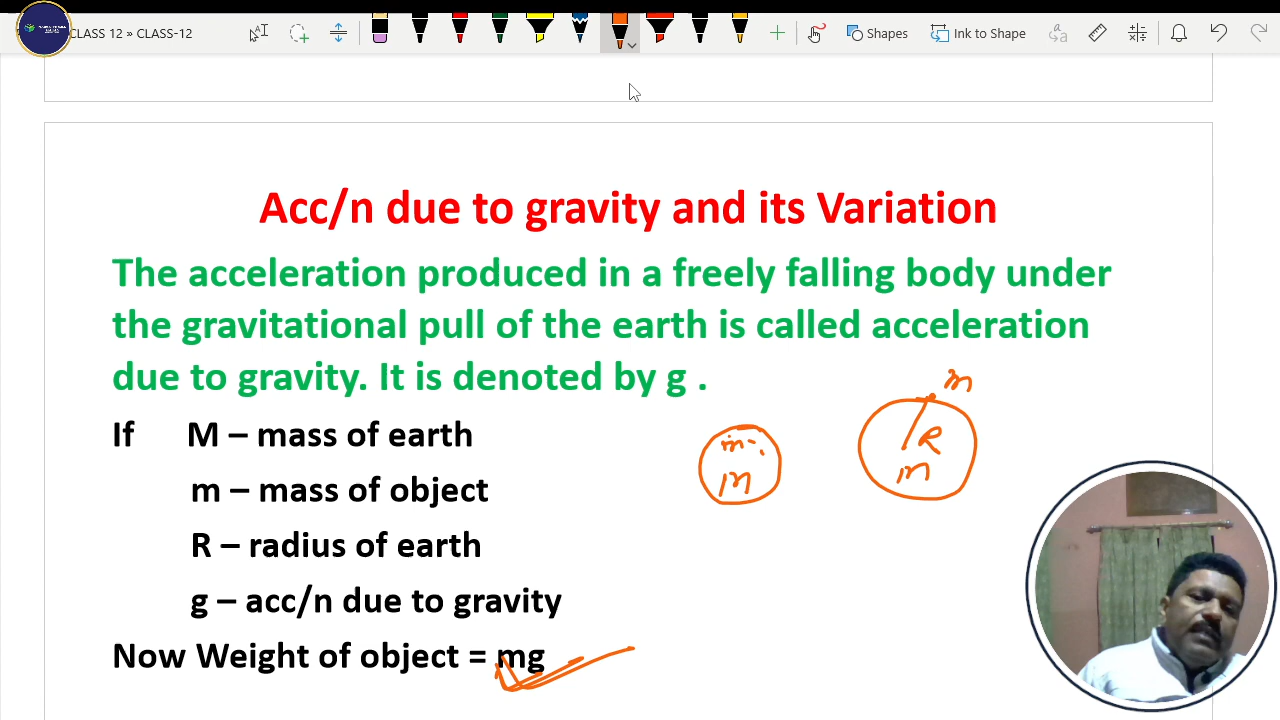 CLASS 12 » CLASS-12
Shapes
Ink to Shape
Acc/n due to gravity and its Variation
The acceleration produced in a freely falling body under
the gravitational pull of the earth is called acceleration
due to gravity. It is denoted by g .
m
If M – mass of earth
R
m
m
m – mass of object
R – radius of earth
g – acc/n due to gravity
Now Weight of object = mg